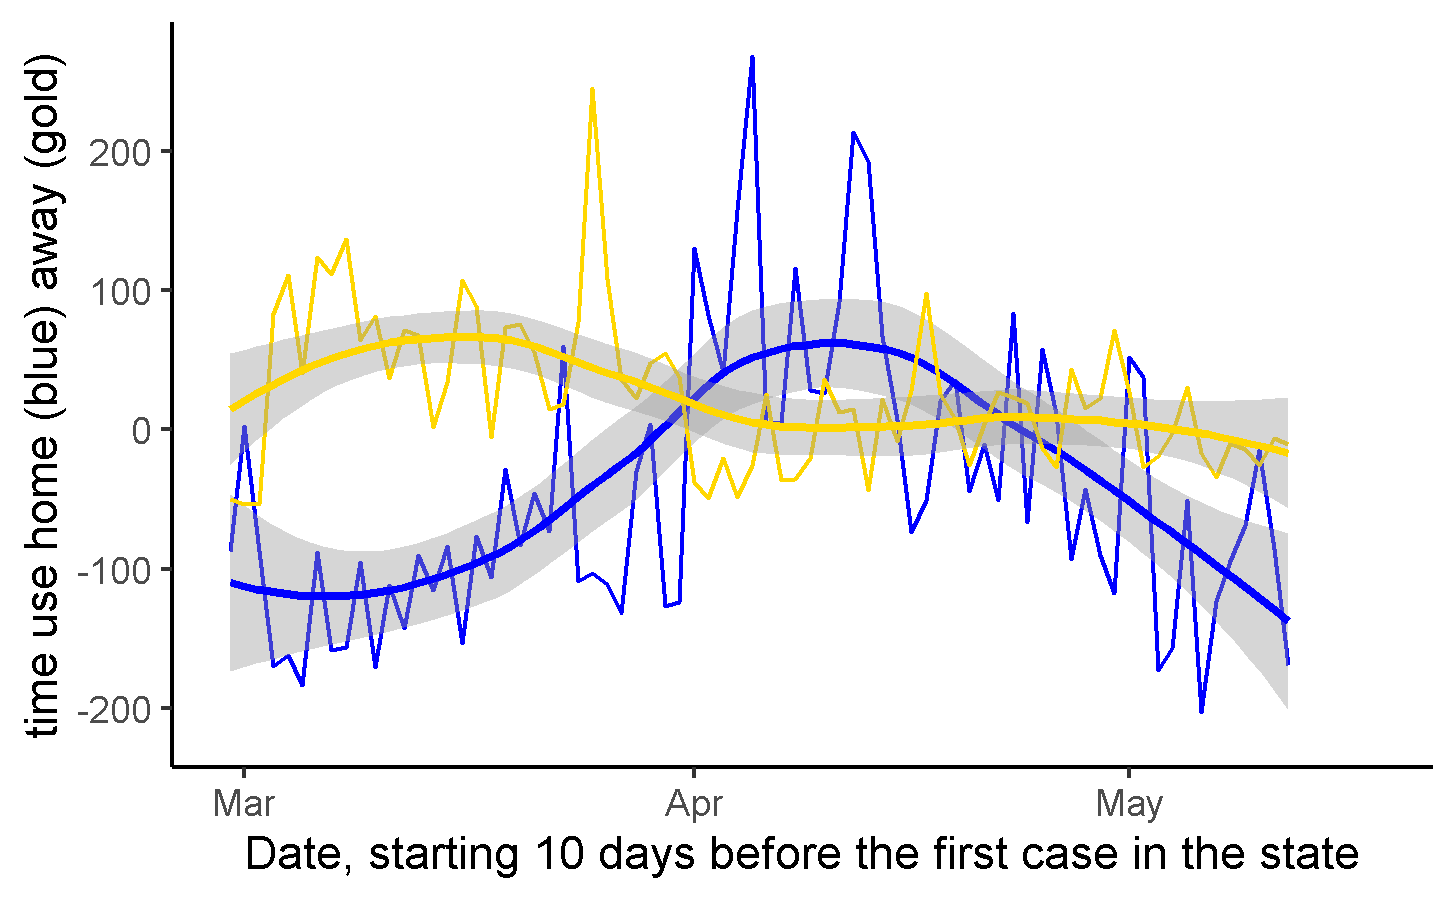 time use home (blue) away (gold)
200
100
0
-100
-200
Mar
Apr
May
Date, starting 10 days before the first case in the state